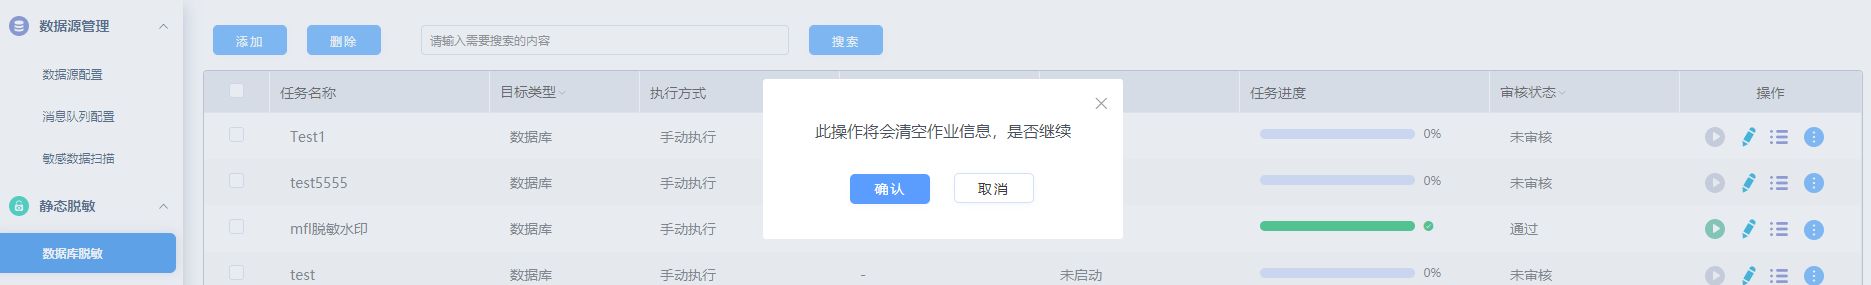 数据源管理
数据源配置
消息队列配置
敏感数据扫描
静态脱敏
数据库脱敏
添加 删除 请输入需要搜索的内容 搜索
任务名称 目标类型 执行方式 任务进度 审核状态 操作
Test1 数据库 手动执行 0% 未审核
test5555 数据库 手动执行 0% 未审核
mfl脱敏水印 数据库 手动执行 通过
test 数据库 手动执行 - 未启动 0% 未审核
此操作将会清空作业信息，是否继续
确认 取消